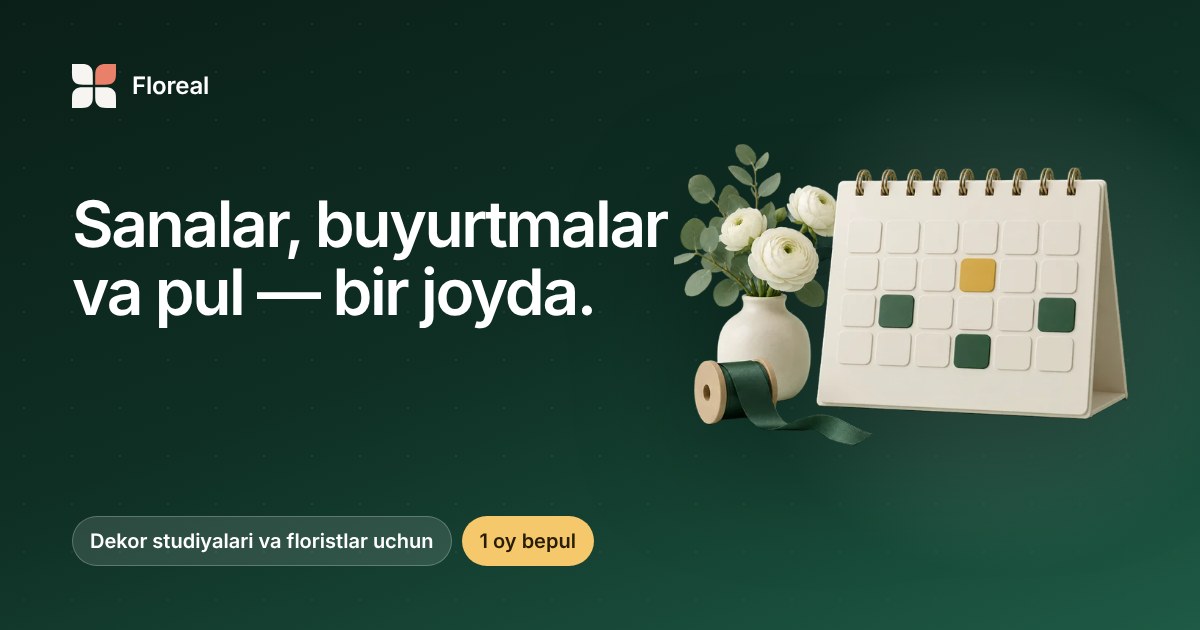 Floreal
Sanalar, buyurtmalar
va pul — bir joyda.
Dekor studiyalari va floristlar uchun
1 oy bepul